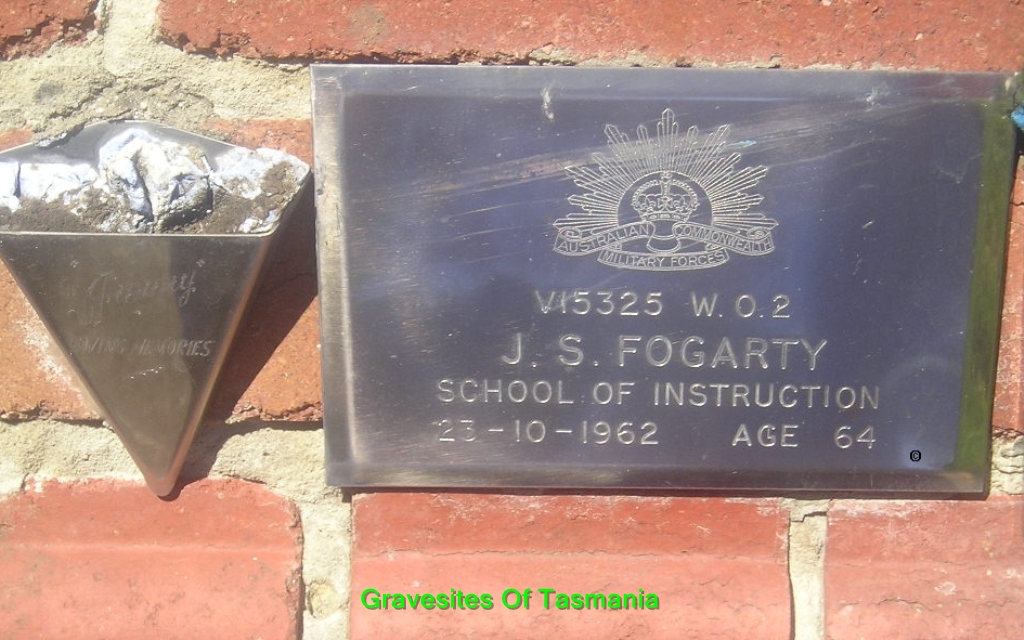 "Jimmy"
LOVING MEMORIES
AUSTRALIAN COMMONWEALTH
MILITARY FORCES
V15325 W.O.2
J. S. FOGARTY
SCHOOL OF INSTRUCTION
23-10-1962 AGE 64
©
Gravesites Of Tasmania